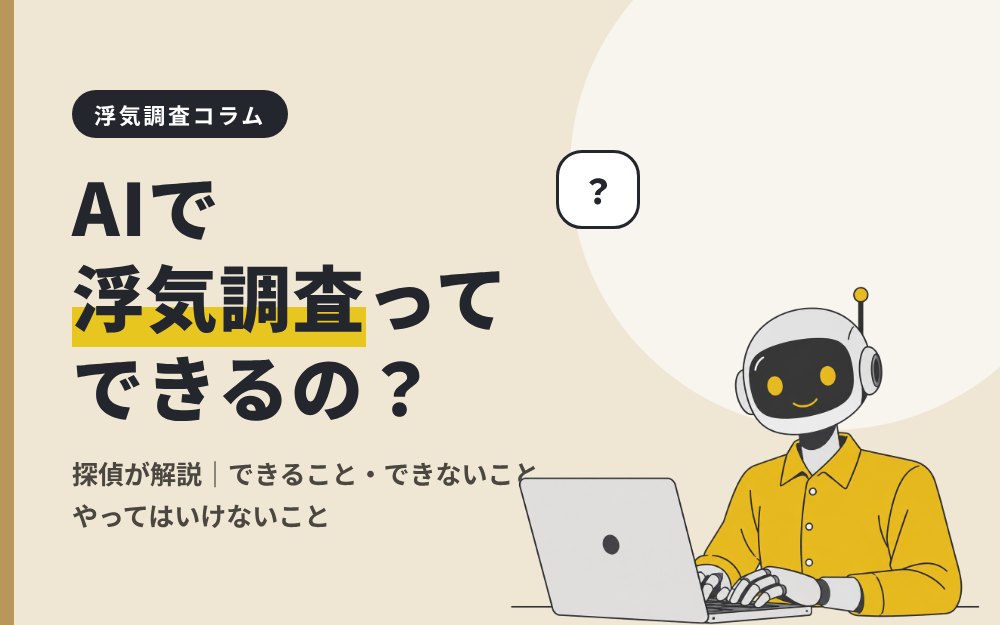 浮気調査コラム
?
AIで
浮気調査って
できるの？
探偵が解説｜できること・できないこと
やってはいけないこと